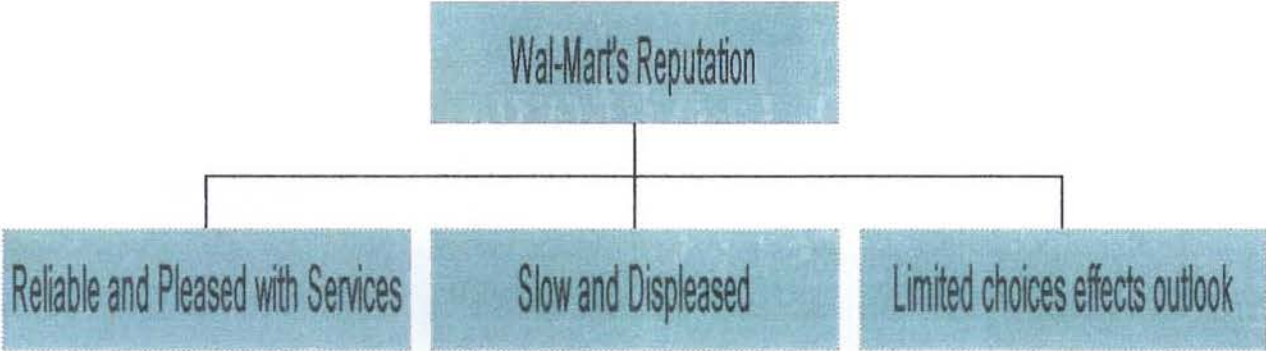 Wal-Mart's Reputation
Reliable and Pleased with Services
Slow and Displeased
Limited choices effects outlook